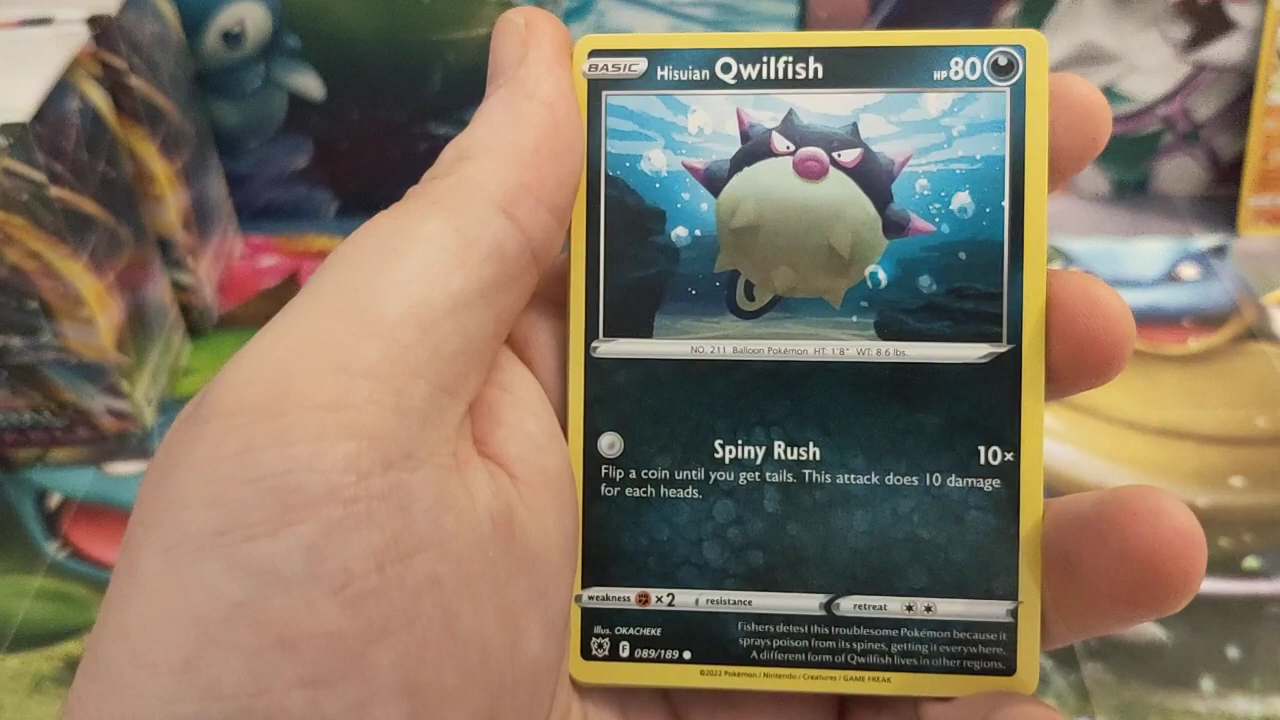 BASIC Hisuian Qwilfish HP 80
NO. 211 Balloon Pokémon HT: 1'8" WT: 8.6 lbs.
Spiny Rush 10×
Flip a coin until you get tails. This attack does 10 damage
for each heads.
weakness ×2 resistance retreat
Illus. OKACHEKE
F 089/189
Fishers detest this troublesome Pokémon because it
sprays poison from its spines, getting it everywhere.
A different form of Qwilfish lives in other regions.
©2022 Pokémon / Nintendo / Creatures / GAME FREAK